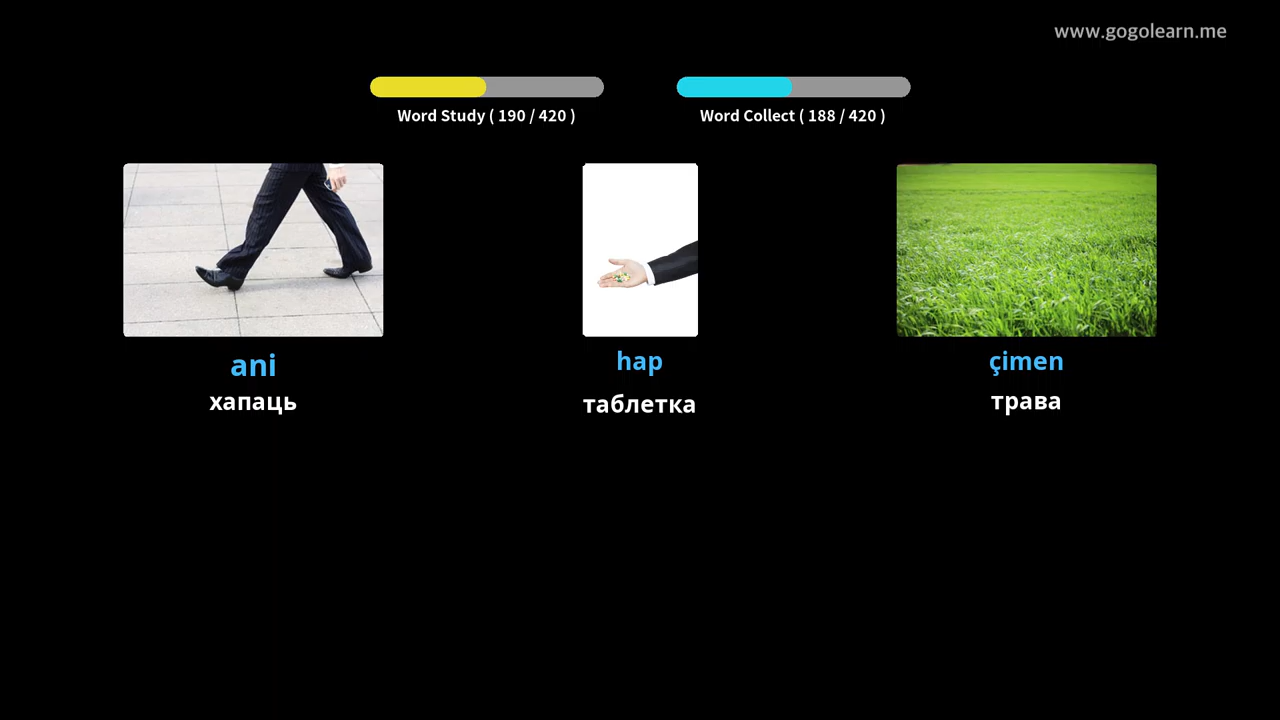 www.gogolearn.me
Word Study ( 190 / 420 )
Word Collect ( 188 / 420 )
ani
хапаць
hap
таблетка
çimen
трава